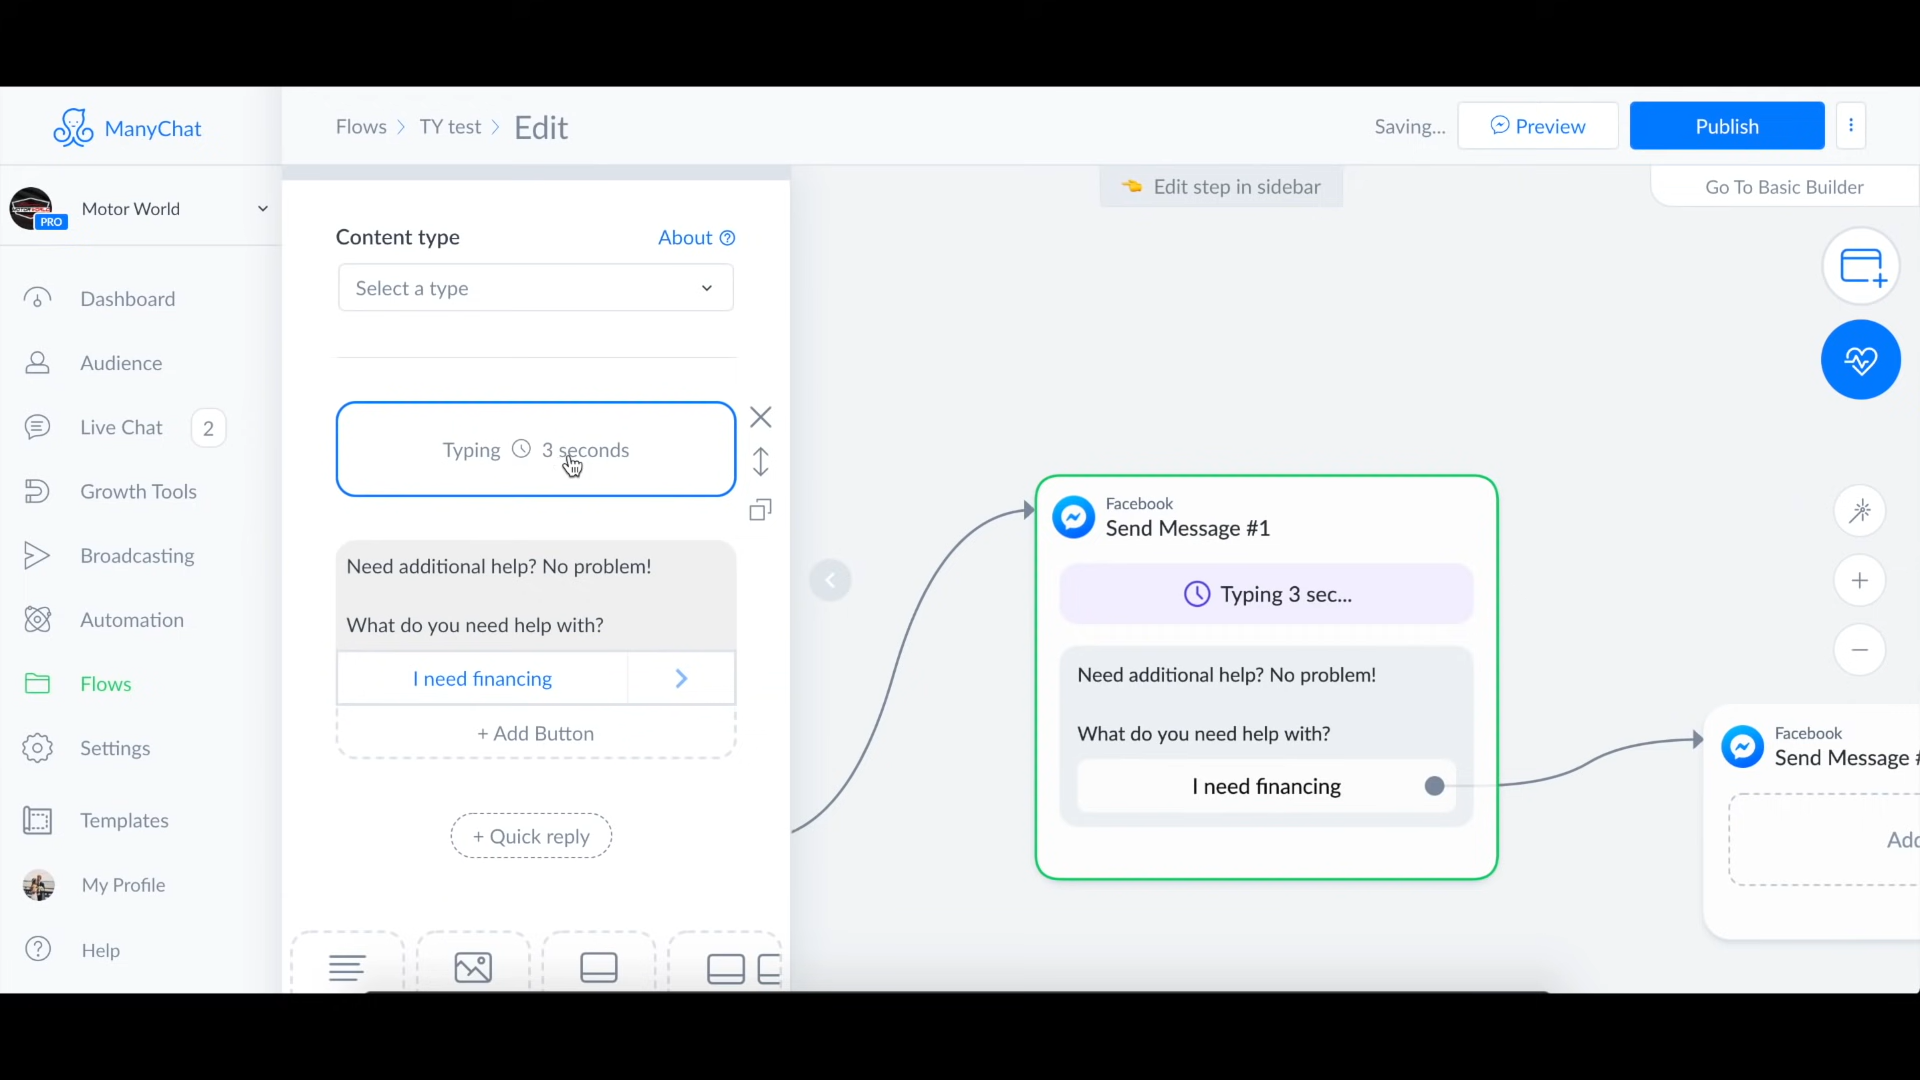 ManyChat
Flows
TY test
Edit
Saving...
Preview
Publish
PRO
Motor World
Edit step in sidebar
Go To Basic Builder
Dashboard
Audience
Live Chat
2
Growth Tools
Broadcasting
Automation
Flows
Settings
Templates
My Profile
Help
Content type
About
Select a type
Typing 3 seconds
Need additional help? No problem!
What do you need help with?
I need financing
+ Add Button
+ Quick reply
Facebook
Send Message #1
Typing 3 sec...
Need additional help? No problem!
What do you need help with?
I need financing
Facebook
Send Message #